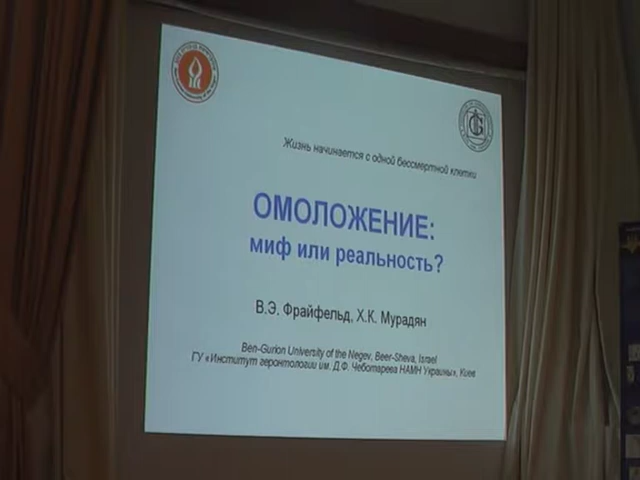 Жизнь начинается с одной бессмертной клетки
ОМОЛОЖЕНИЕ:
миф или реальность?
В.Э. Фрайфельд, Х.К. Мурадян
Ben-Gurion University of the Negev, Beer-Sheva, Israel
ГУ «Институт геронтологии им. Д.Ф. Чеботарева НАМН Украины», Киев